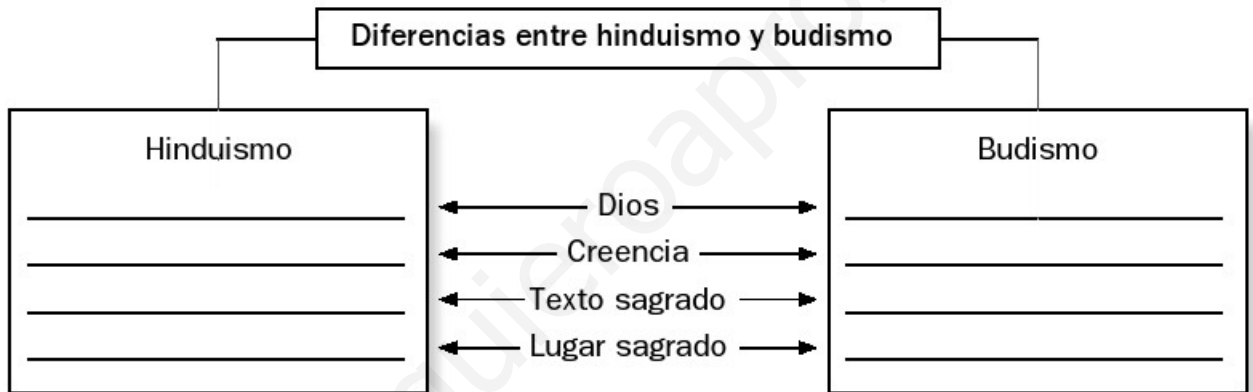 Diferencias entre hinduismo y budismo
Hinduismo
Budismo
Dios
Creencia
Texto sagrado
Lugar sagrado